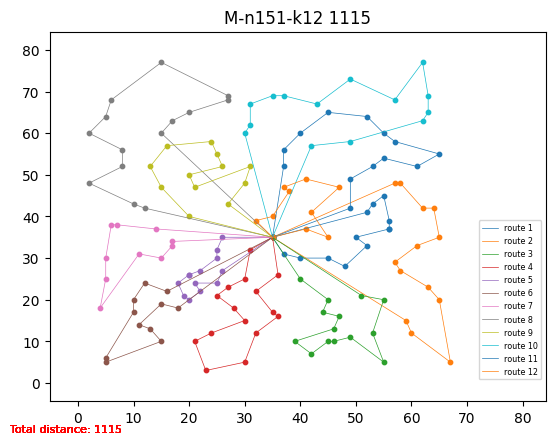 M-n151-k12 1115
80
70
60
50
40
30
20
10
0
0 10 20 30 40 50 60 70 80
route 1
route 2
route 3
route 4
route 5
route 6
route 7
route 8
route 9
route 10
route 11
route 12
Total distance: 1115